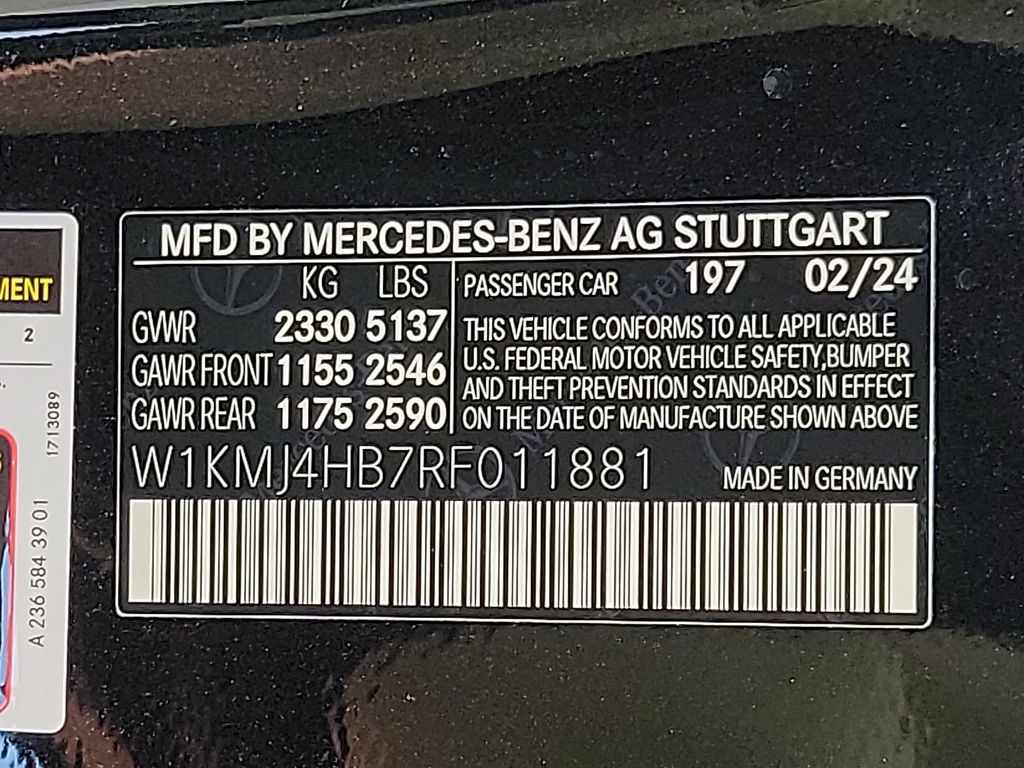 MFD BY MERCEDES-BENZ AG STUTTGART
KG LBS
GVWR 2330 5137
GAWR FRONT 1155 2546
GAWR REAR 1175 2590
PASSENGER CAR 197 02/24
THIS VEHICLE CONFORMS TO ALL APPLICABLE
U.S. FEDERAL MOTOR VEHICLE SAFETY, BUMPER
AND THEFT PREVENTION STANDARDS IN EFFECT
ON THE DATE OF MANUFACTURE SHOWN ABOVE
W1KMJ4HB7RF011881
MADE IN GERMANY
2
1713089
A 236 584 39 01